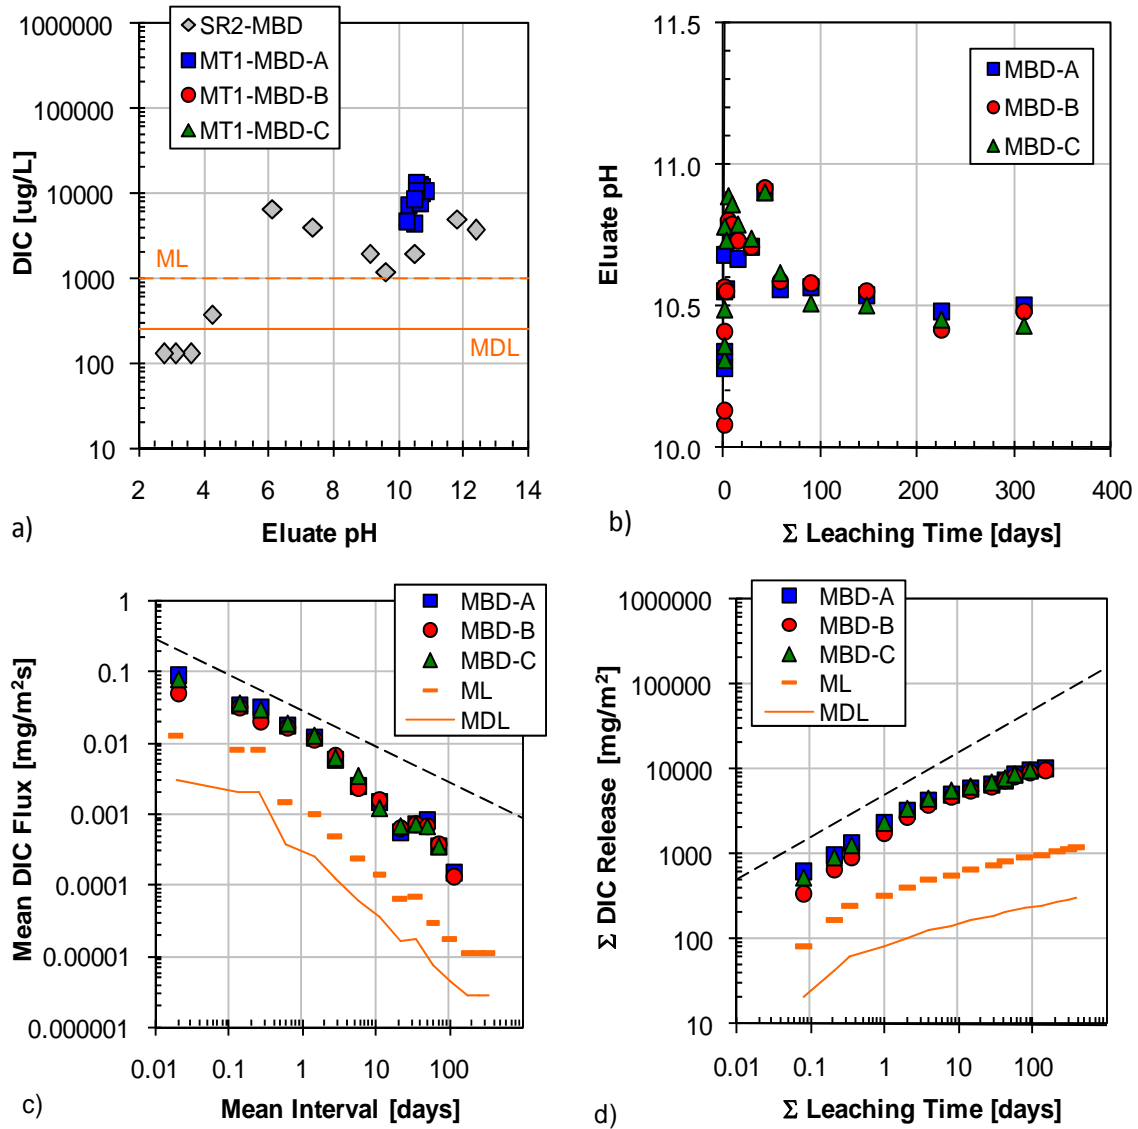 1000000
100000
10000
1000
100
10
DIC [ug/L]
SR2-MBD
MT1-MBD-A
MT1-MBD-B
MT1-MBD-C
ML
MDL
2 4 6 8 10 12 14
Eluate pH
a)
11.5
11.0
10.5
10.0
Eluate pH
MBD-A
MBD-B
MBD-C
0 100 200 300 400
Σ Leaching Time [days]
b)
1
0.1
0.01
0.001
0.0001
0.00001
0.000001
Mean DIC Flux [mg/m²s]
MBD-A
MBD-B
MBD-C
ML
MDL
0.01 0.1 1 10 100
Mean Interval [days]
c)
1000000
100000
10000
1000
100
10
Σ DIC Release [mg/m²]
MBD-A
MBD-B
MBD-C
ML
MDL
0.01 0.1 1 10 100
Σ Leaching Time [days]
d)